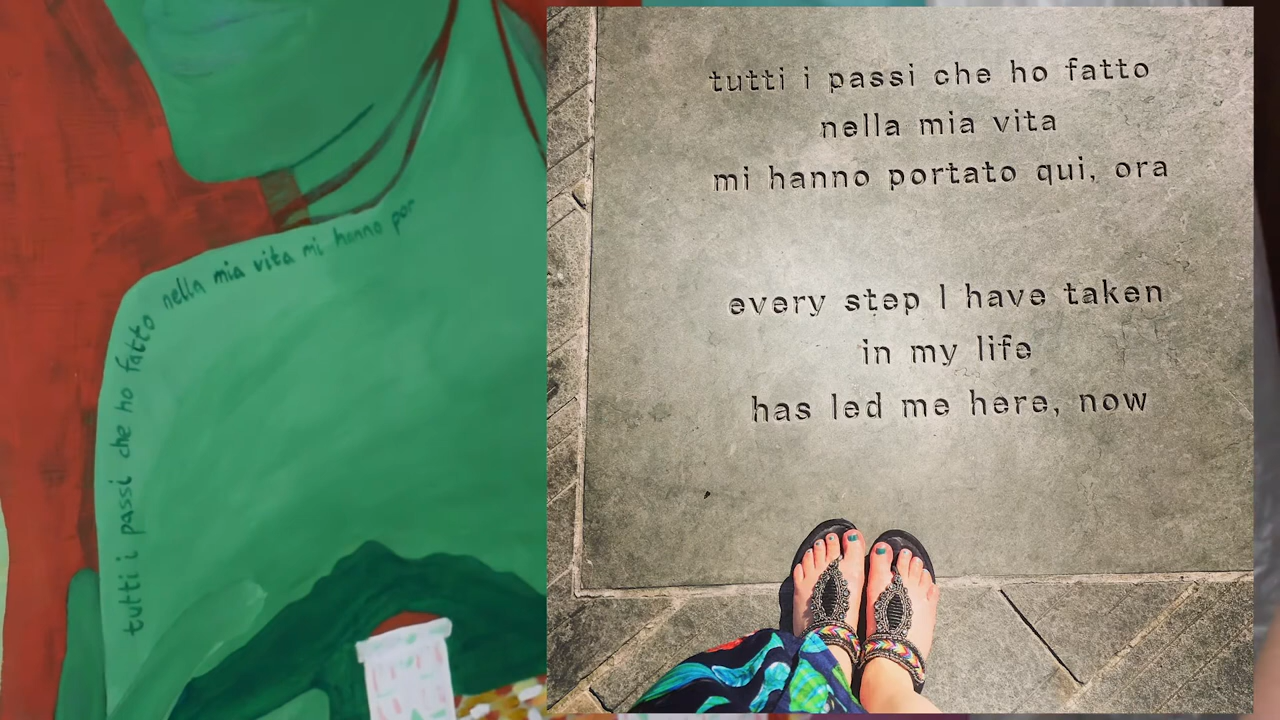 tutti i passi che ho fatto nella mia vita mi hanno por
tutti i passi che ho fatto
nella mia vita
mi hanno portato qui, ora
every step I have taken
in my life
has led me here, now